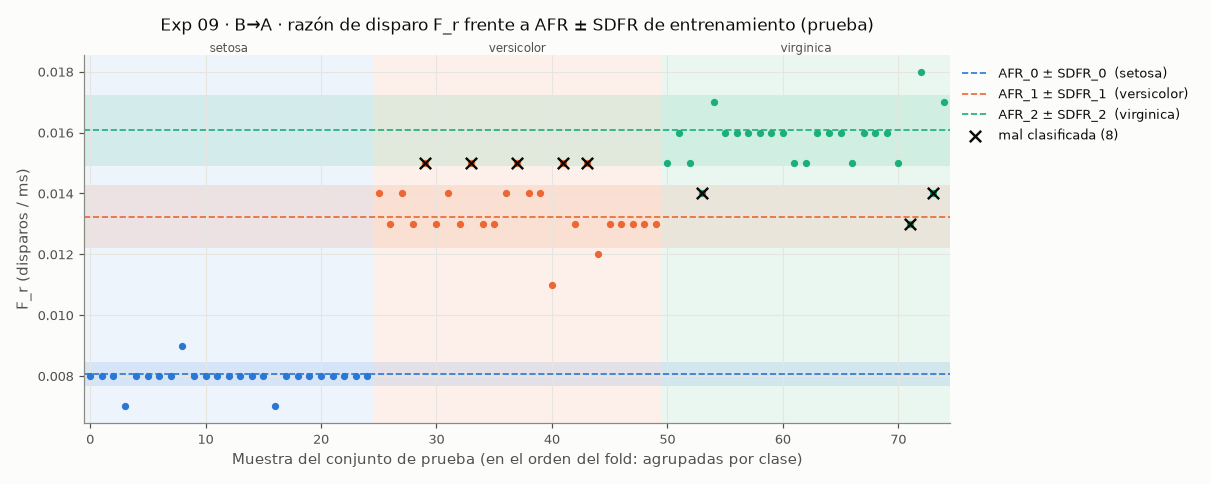 Exp 09 · B→A · razón de disparo F_r frente a AFR ± SDFR de entrenamiento (prueba)
setosa
versicolor
virginica
AFR_0 ± SDFR_0 (setosa)
AFR_1 ± SDFR_1 (versicolor)
AFR_2 ± SDFR_2 (virginica)
mal clasificada (8)
F_r (disparos / ms)
0.018
0.016
0.014
0.012
0.010
0.008
0
10
20
30
40
50
60
70
Muestra del conjunto de prueba (en el orden del fold: agrupadas por clase)